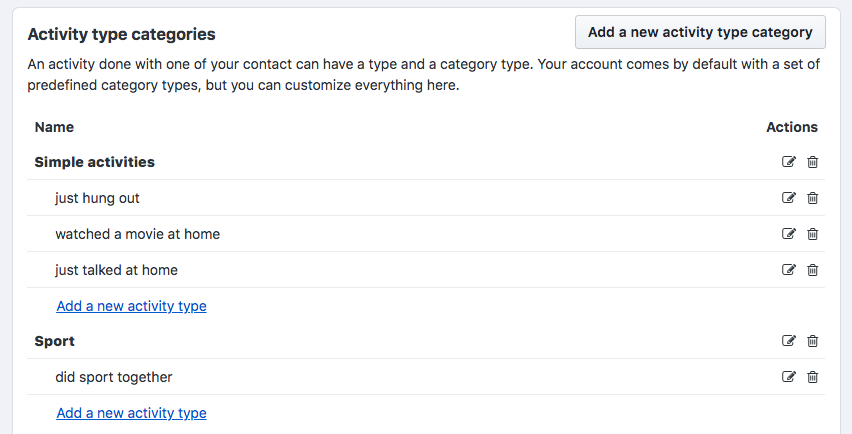 Activity type categories
Add a new activity type category
An activity done with one of your contact can have a type and a category type. Your account comes by default with a set of
predefined category types, but you can customize everything here.
Name Actions
Simple activities
just hung out
watched a movie at home
just talked at home
Add a new activity type
Sport
did sport together
Add a new activity type